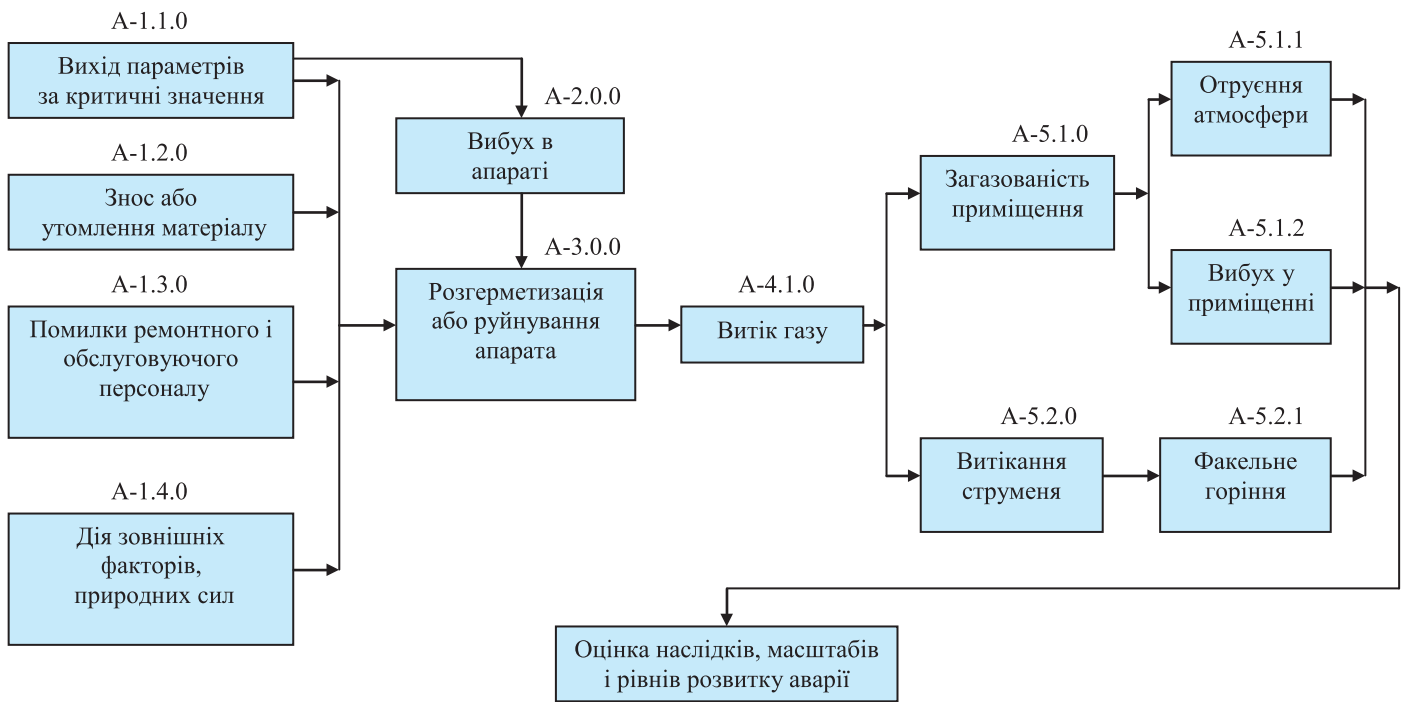 А-1.1.0
Вихід параметрів
за критичні значення
А-1.2.0
Знос або
утомлення матеріалу
А-1.3.0
Помилки ремонтного і
обслуговуючого
персоналу
А-1.4.0
Дія зовнішніх
факторів,
природних сил
А-2.0.0
Вибух в
апараті
А-3.0.0
Розгерметизація
або руйнування
апарата
А-4.1.0
Витік газу
А-5.1.0
Загазованість
приміщення
А-5.1.1
Отруєння
атмосфери
А-5.1.2
Вибух у
приміщенні
А-5.2.0
Витікання
струменя
А-5.2.1
Факельне
горіння
Оцінка наслідків, масштабів
і рівнів розвитку аварії